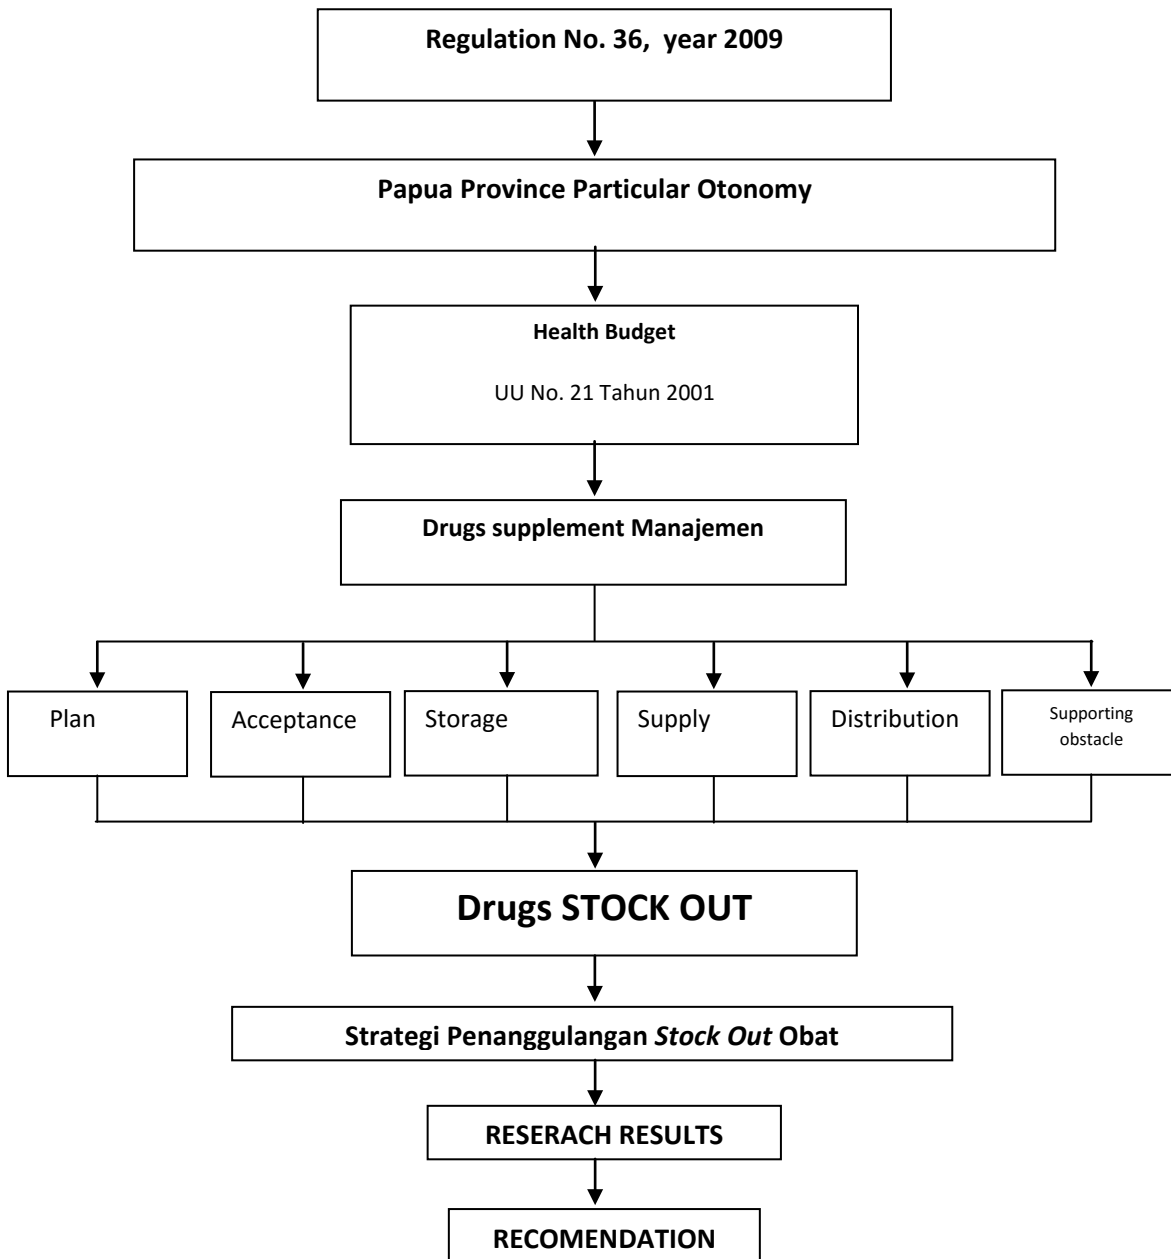 Regulation No. 36, year 2009
Papua Province Particular Otonomy
Health Budget
UU No. 21 Tahun 2001
Drugs supplement Manajemen
Plan
Acceptance
Storage
Supply
Distribution
Supporting
obstacle
Drugs STOCK OUT
Strategi Penanggulangan Stock Out Obat
RESERACH RESULTS
RECOMENDATION